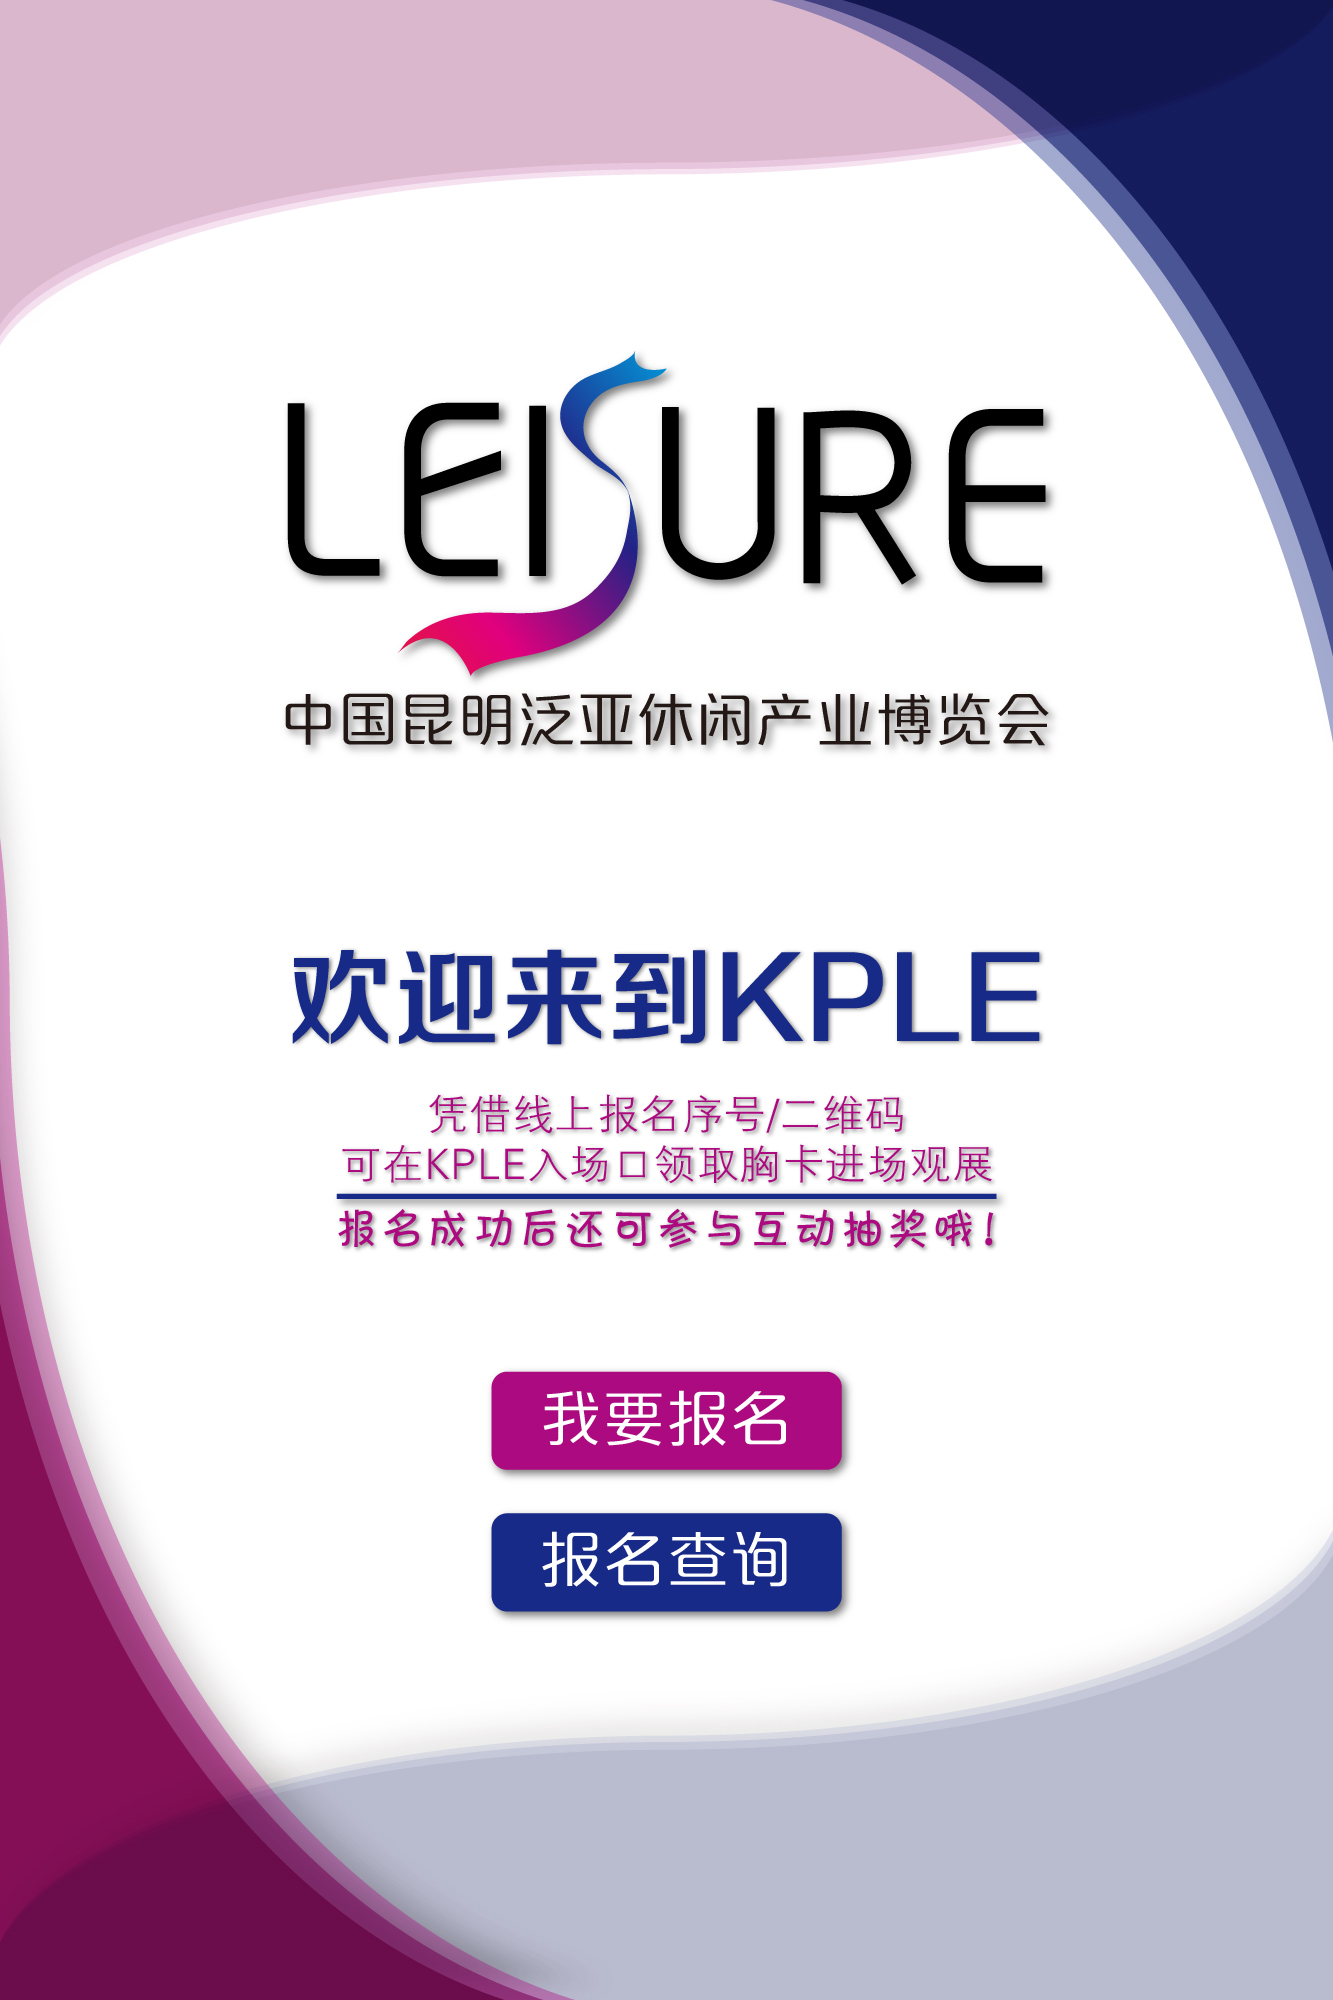 LEISURE
中国昆明泛亚休闲产业博览会
欢迎来到KPLE
凭借线上报名序号/二维码
可在KPLE入场口领取胸卡进场观展
报名成功后还可参与互动抽奖哦!
我要报名
报名查询